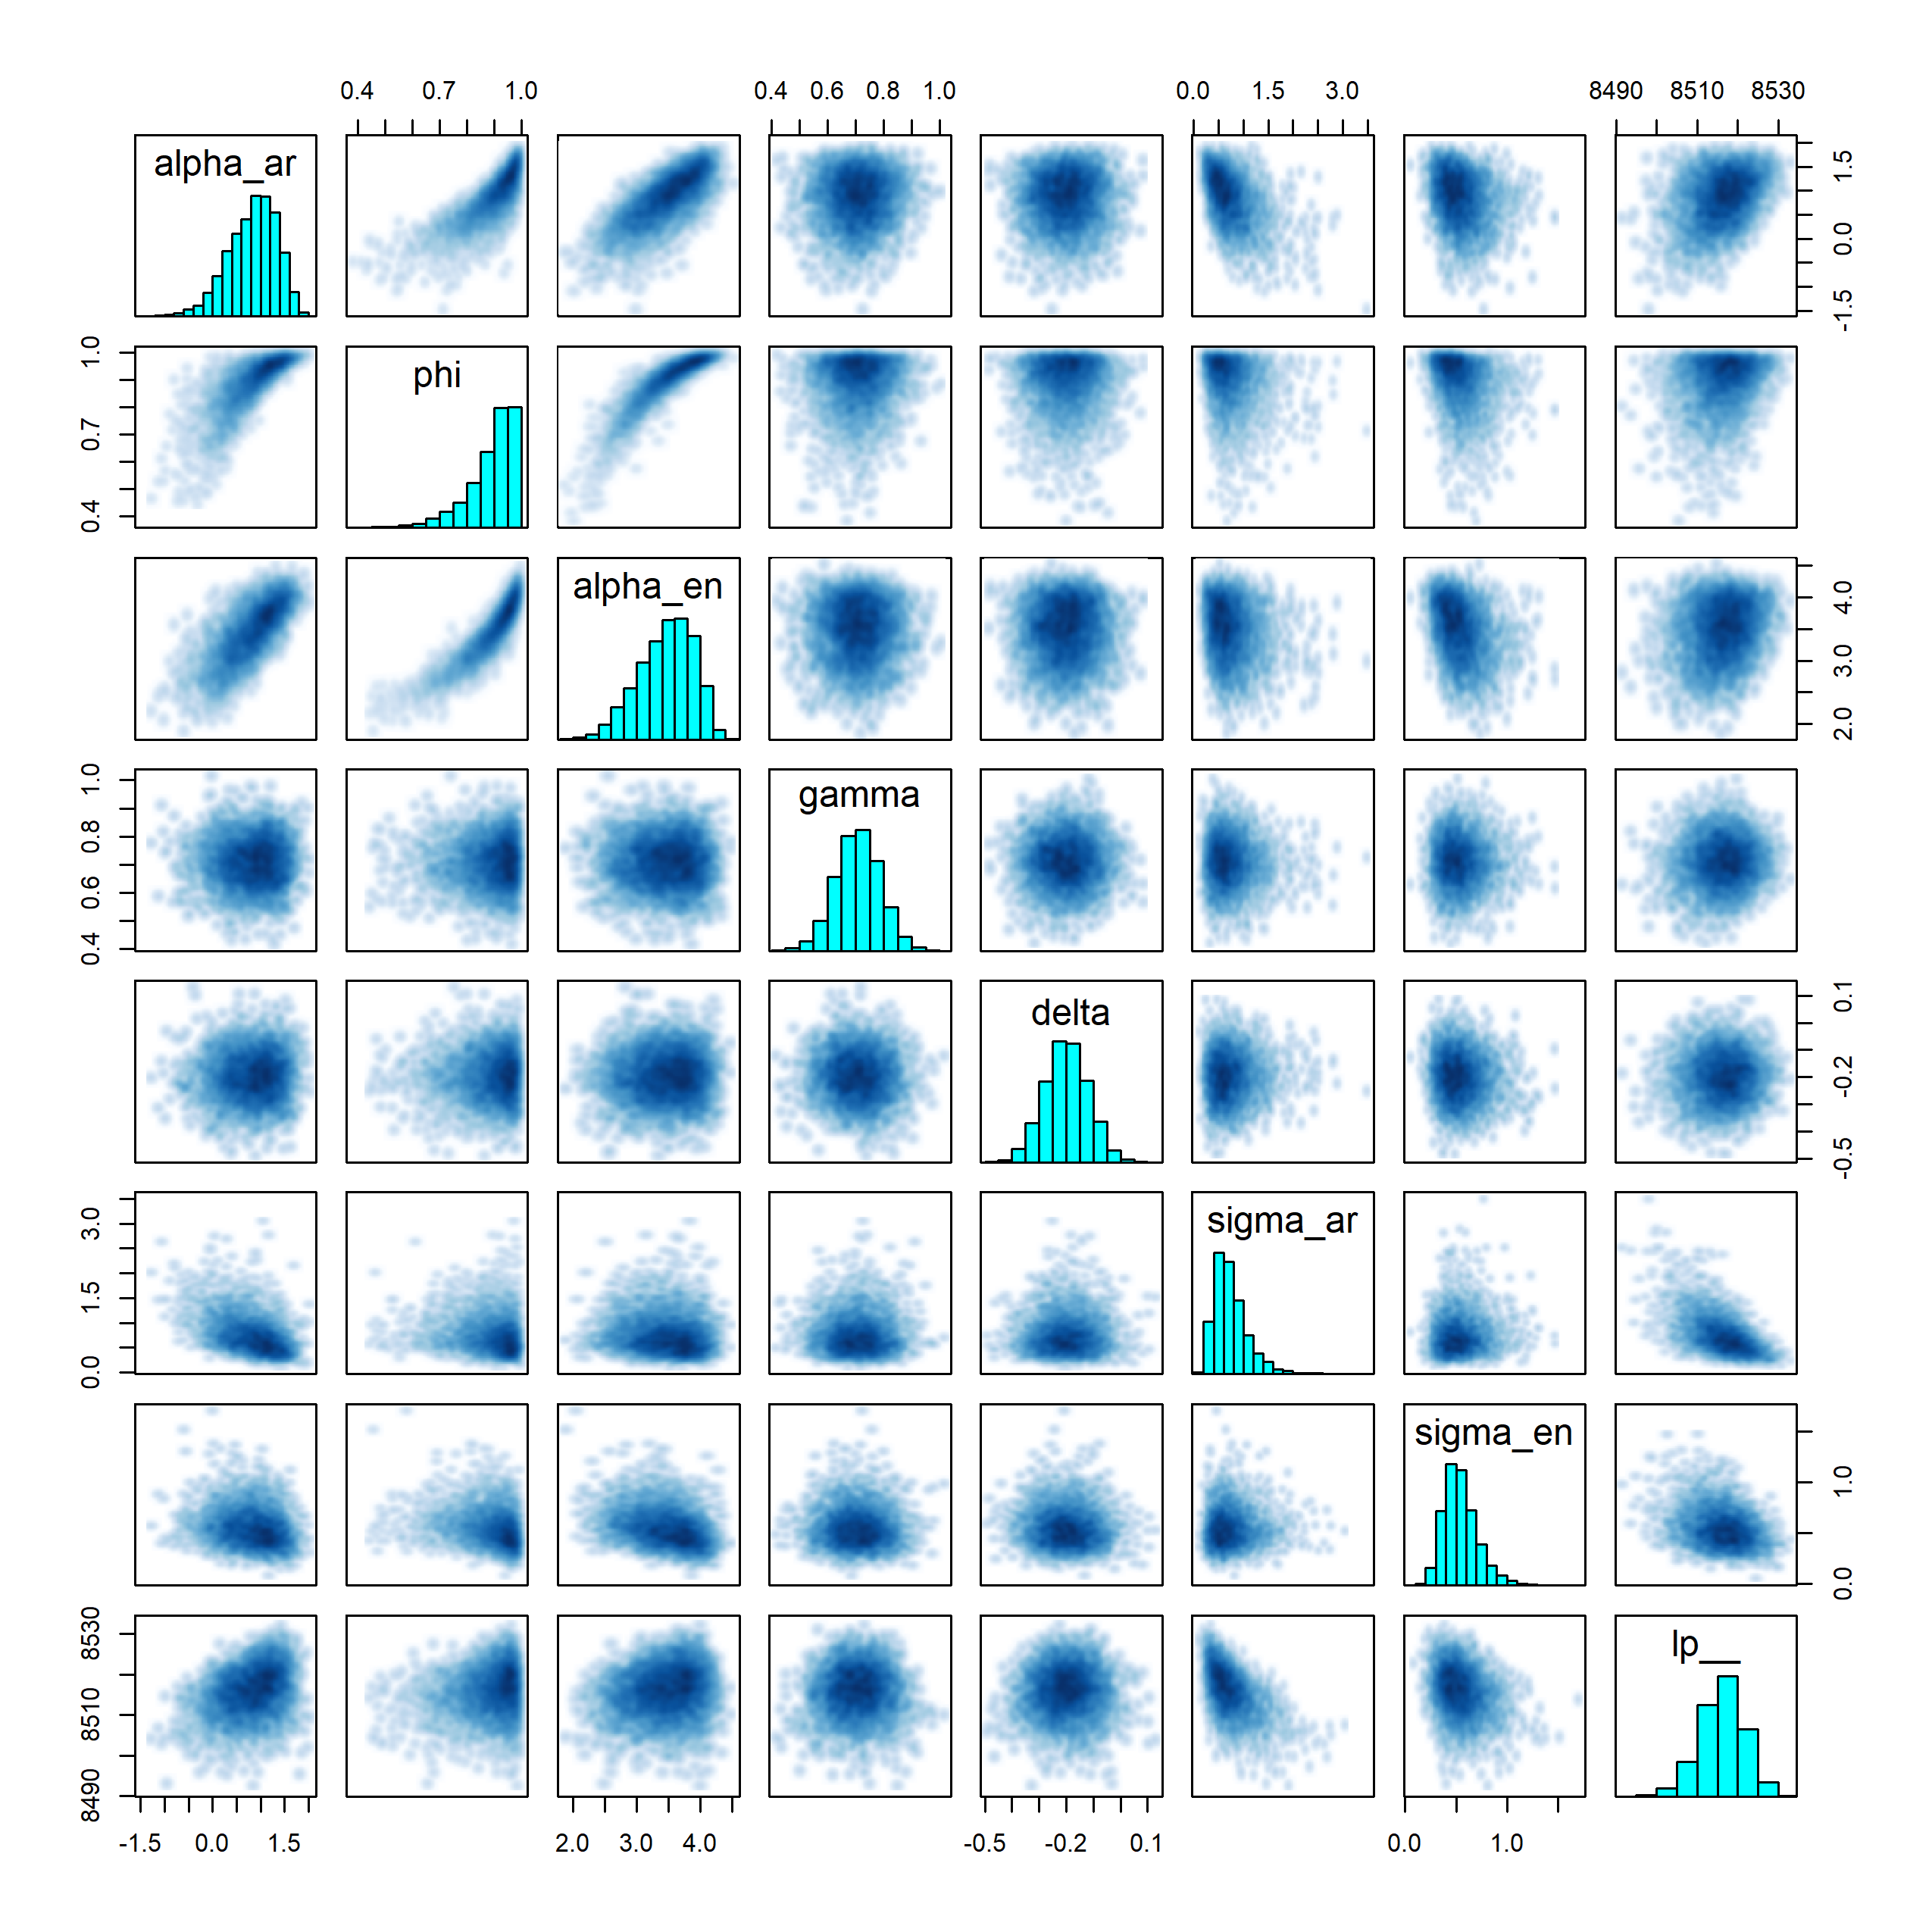 0.4 0.7 1.0 0.4 0.6 0.8 1.0 0.0 1.5 3.0 8490 8510 8530
alpha_ar
-1.5 0.0 1.5
phi
0.4 0.7 1.0
alpha_en
2.0 3.0 4.0
gamma
0.4 0.6 0.8 1.0
delta
-0.5 -0.2 0.1
sigma_ar
0.0 1.5 3.0
sigma_en
0.0 1.0
lp__
8490 8510 8530
-1.5 0.0 1.5 2.0 3.0 4.0 -0.5 -0.2 0.1 0.0 1.0